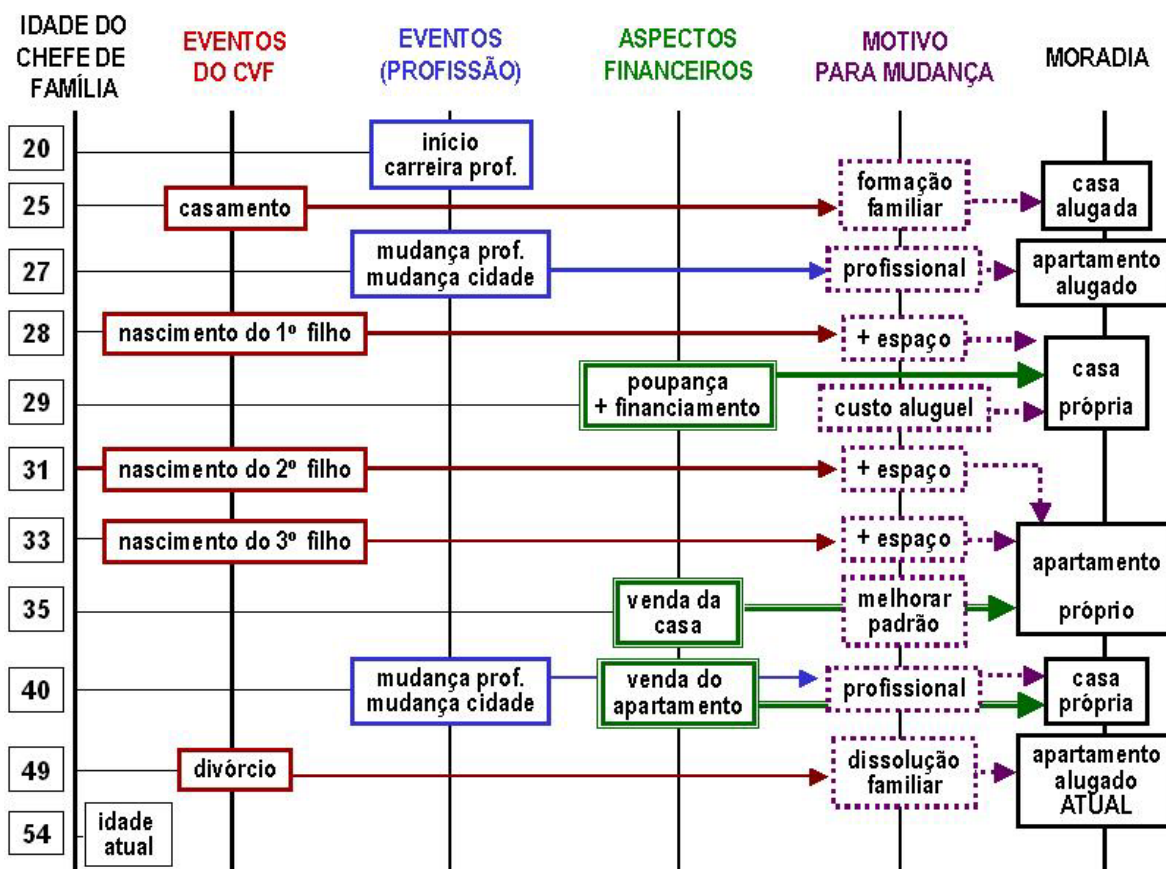 IDADE DO
CHEFE DE
FAMÍLIA
EVENTOS
DO CVF
EVENTOS
(PROFISSÃO)
ASPECTOS
FINANCEIROS
MOTIVO
PARA MUDANÇA
MORADIA
20
início
carreira prof.
25
casamento
formação
familiar
casa
alugada
27
mudança prof.
mudança cidade
profissional
apartamento
alugado
28
nascimento do 1º filho
+ espaço
casa
própria
29
poupança
+ financiamento
custo aluguel
31
nascimento do 2º filho
+ espaço
33
nascimento do 3º filho
+ espaço
apartamento
próprio
35
venda da
casa
melhorar
padrão
40
mudança prof.
mudança cidade
venda do
apartamento
profissional
casa
própria
49
divórcio
dissolução
familiar
apartamento
alugado
ATUAL
54
idade
atual